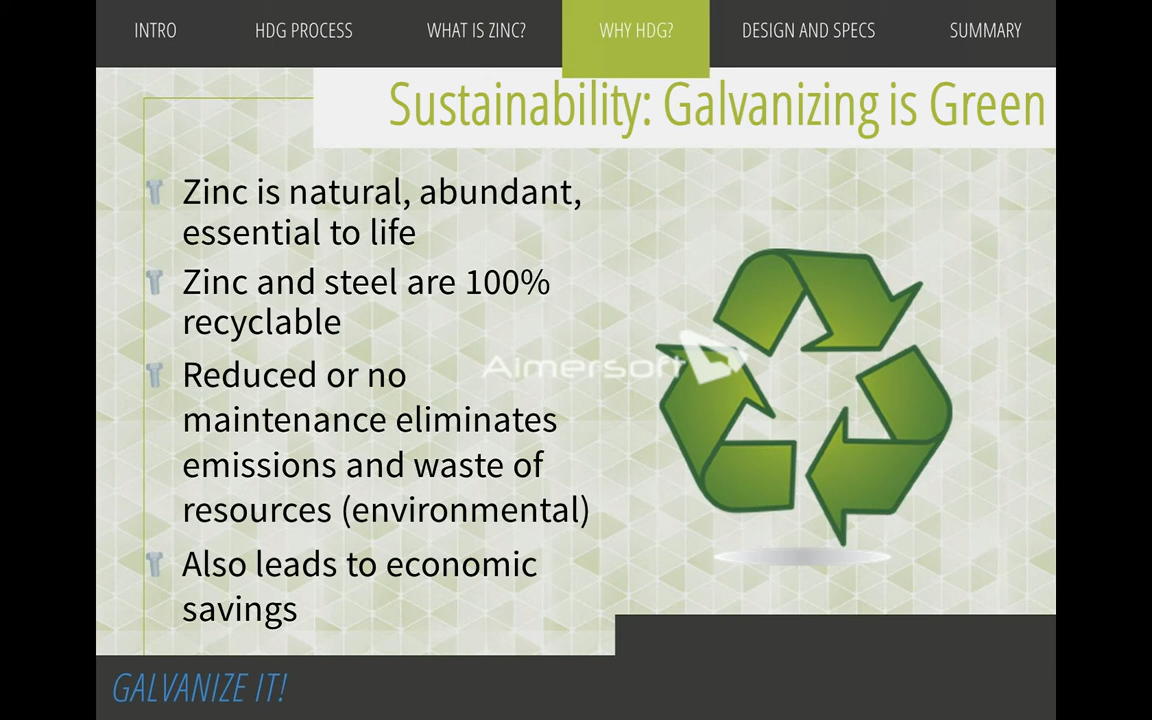 INTRO HDG PROCESS WHAT IS ZINC? WHY HDG? DESIGN AND SPECS SUMMARY
Sustainability: Galvanizing is Green
Zinc is natural, abundant,
essential to life
Zinc and steel are 100%
recyclable
Reduced or no
maintenance eliminates
emissions and waste of
resources (environmental)
Also leads to economic
savings
Aimersoft
GALVANIZE IT!